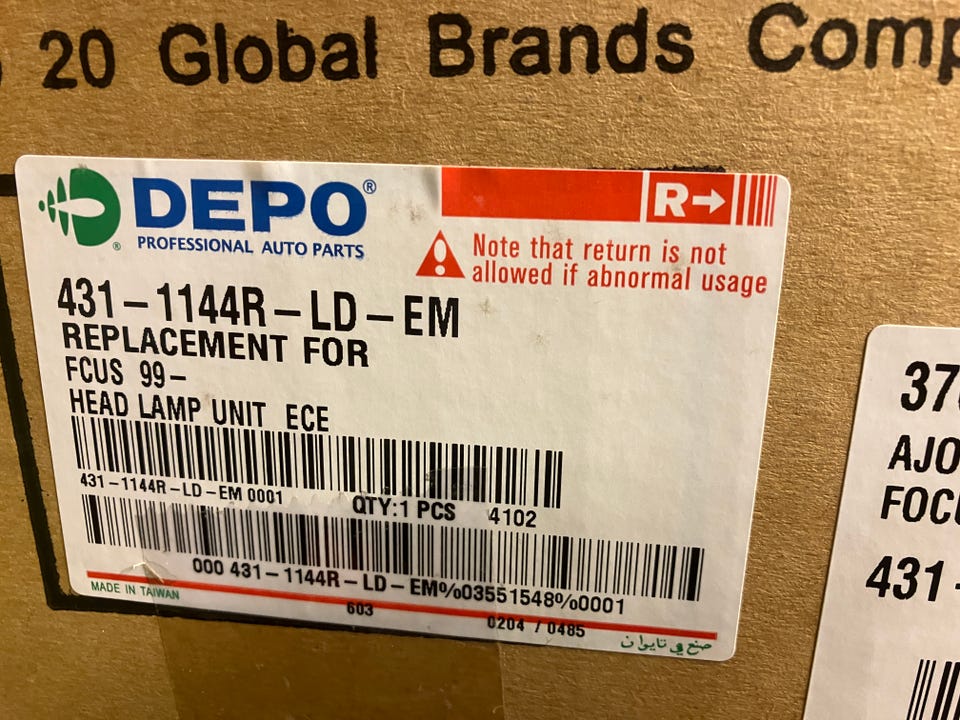 20 Global Brands Comp
DEPO®
PROFESSIONAL AUTO PARTS
R→
Note that return is not
allowed if abnormal usage
431-1144R-LD-EM
REPLACEMENT FOR
FCUS 99-
HEAD LAMP UNIT ECE
431-1144R-LD-EM 0001
QTY:1 PCS 4102
000 431-1144R-LD-EM%03551548%0001
MADE IN TAIWAN
603
0204 / 0485
صنع في تايوان
37
AJO
FOC
431-